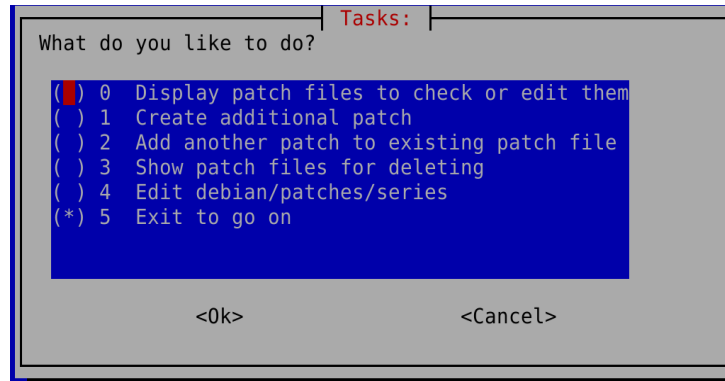 Tasks:
What do you like to do?
( ) 0 Display patch files to check or edit them
( ) 1 Create additional patch
( ) 2 Add another patch to existing patch file
( ) 3 Show patch files for deleting
( ) 4 Edit debian/patches/series
(*) 5 Exit to go on
<Ok> <Cancel>